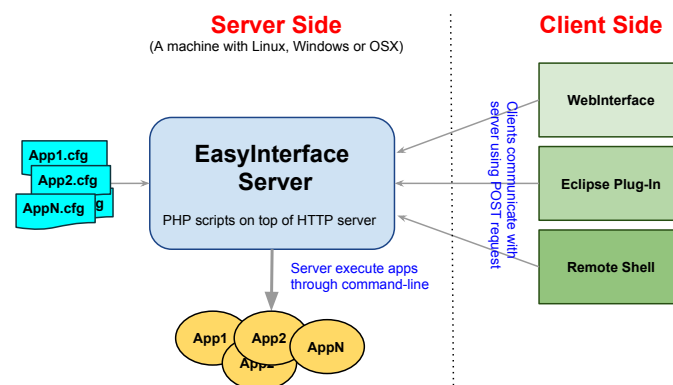 Server Side
(A machine with Linux, Windows or OSX)
Client Side
App1.cfg
App2.cfg
AppN.cfg
g
EasyInterface
Server
PHP scripts on top of HTTP server
Clients communicate with
server using POST request
WebInterface
Eclipse Plug-In
Remote Shell
Server execute apps
through command-line
App1
App2
AppN